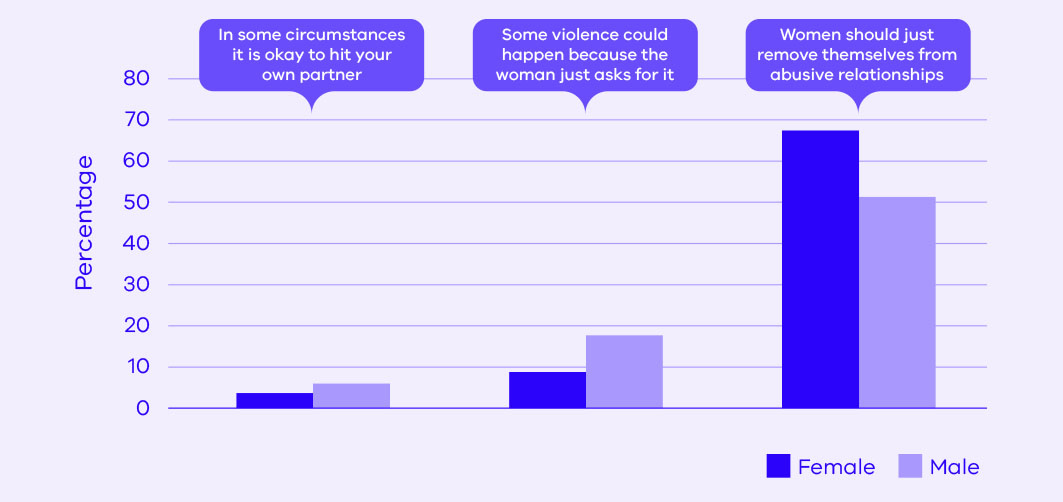 In some circumstances
it is okay to hit your
own partner
Some violence could
happen because the
woman just asks for it
Women should just
remove themselves from
abusive relationships
Percentage
80
70
60
50
40
30
20
10
0
Female
Male